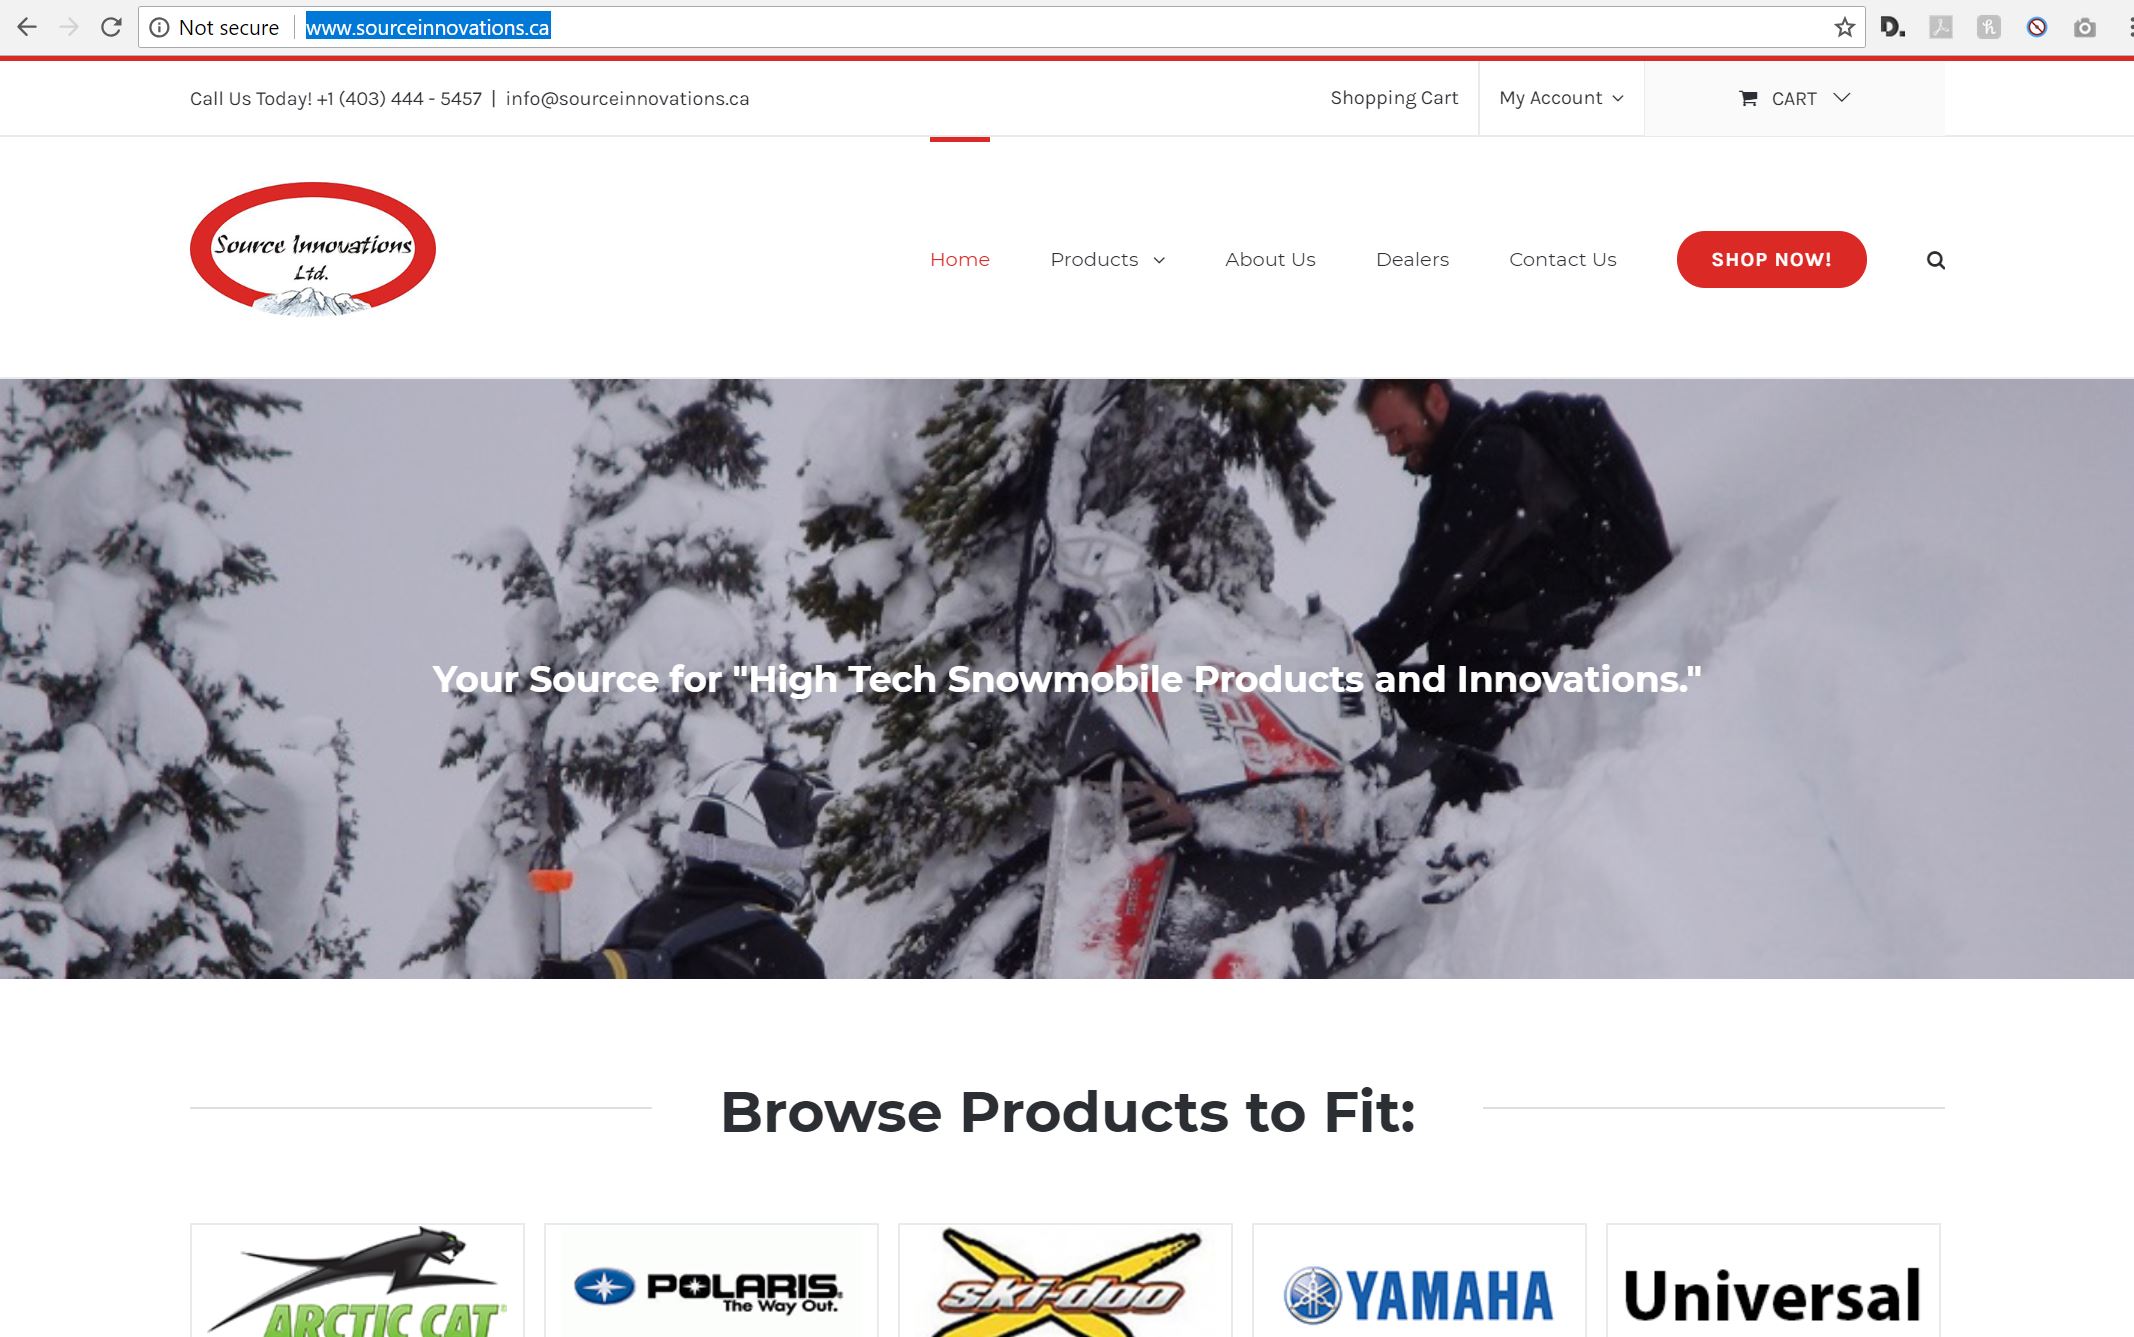 Not secure www.sourceinnovations.ca
Call Us Today! +1 (403) 444 - 5457 | info@sourceinnovations.ca Shopping Cart My Account CART
Source Innovations
Ltd.
Home Products About Us Dealers Contact Us SHOP NOW!
Your Source for "High Tech Snowmobile Products and Innovations."
Browse Products to Fit:
ARCTIC CAT
POLARIS
The Way Out.
ski-doo
YAMAHA
Universal